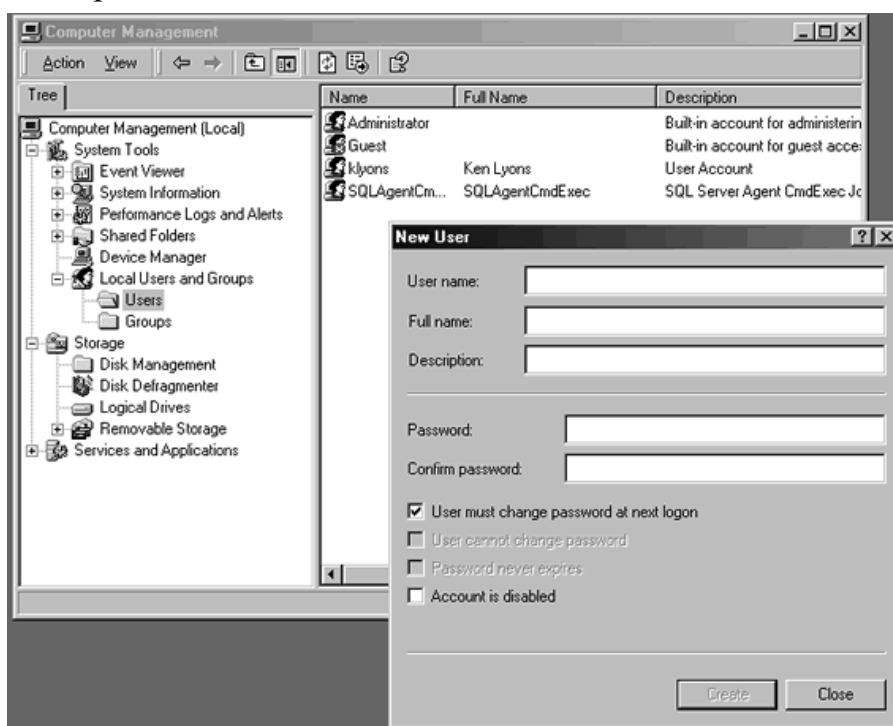 Computer Management
Action View
Tree
Name Full Name Description
Computer Management (Local)
System Tools
Event Viewer
System Information
Performance Logs and Alerts
Shared Folders
Device Manager
Local Users and Groups
Users
Groups
Storage
Disk Management
Disk Defragmenter
Logical Drives
Removable Storage
Services and Applications
Administrator Built-in account for administerin
Guest Built-in account for guest acce
klyons Ken Lyons User Account
SQLAgentCm... SQLAgentCmdExec SQL Server Agent CmdExec Jo
New User
User name:
Full name:
Description:
Password:
Confirm password:
User must change password at next logon
User cannot change password
Password never expires
Account is disabled
Create Close